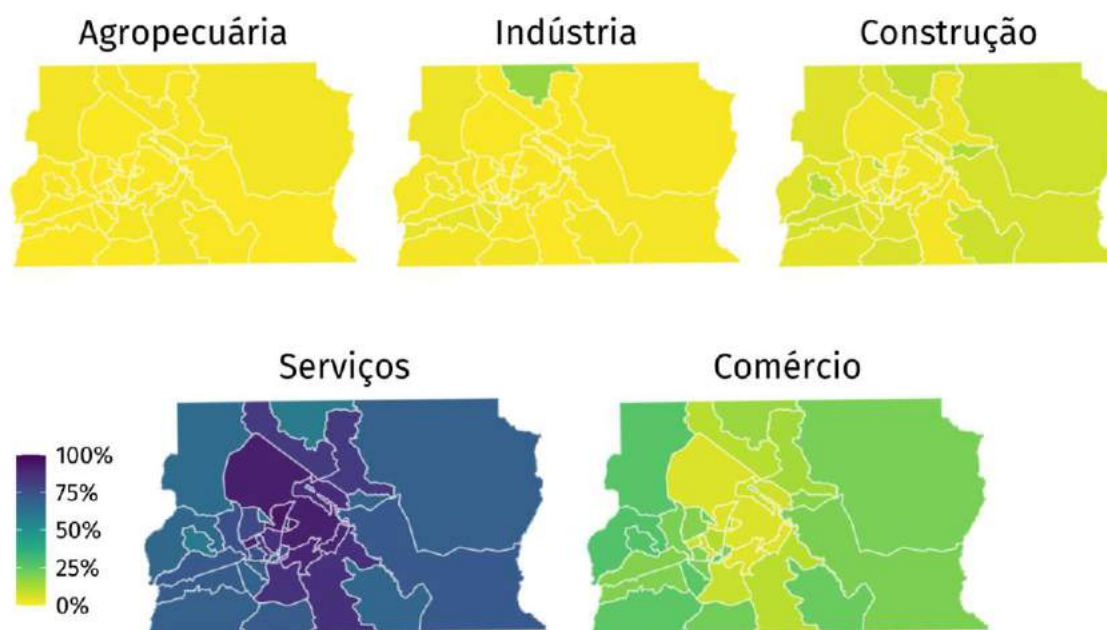 Agropecuária
Indústria
Construção
Serviços
Comércio
100%
75%
50%
25%
0%